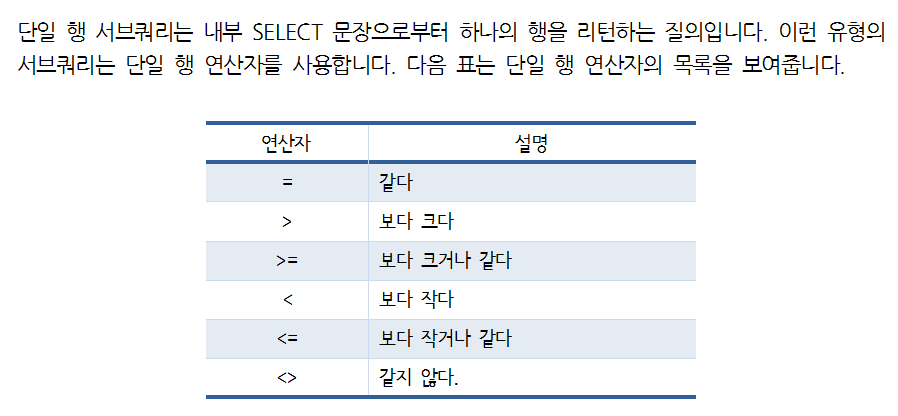 단일 행 서브쿼리는 내부 SELECT 문장으로부터 하나의 행을 리턴하는 질의입니다. 이런 유형의
서브쿼리는 단일 행 연산자를 사용합니다. 다음 표는 단일 행 연산자의 목록을 보여줍니다.
연산자 설명
= 같다
> 보다 크다
>= 보다 크거나 같다
< 보다 작다
<= 보다 작거나 같다
<> 같지 않다.